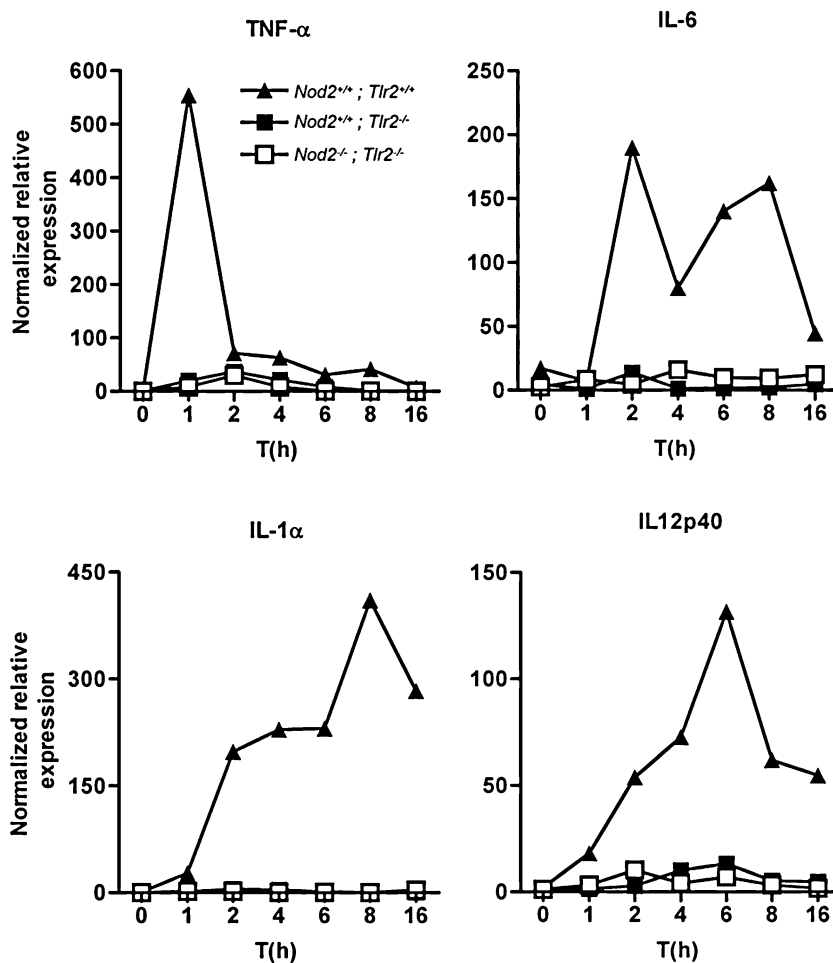 TNF-α
IL-6
Normalized relative
expression
600
500
400
300
200
100
0
Nod2+/+ ; Tlr2+/+
Nod2+/+ ; Tlr2-/-
Nod2-/- ; Tlr2-/-
0 1 2 4 6 8 16
T(h)
250
200
150
100
50
0
0 1 2 4 6 8 16
T(h)
IL-1α
IL12p40
Normalized relative
expression
450
300
150
0
0 1 2 4 6 8 16
T(h)
150
100
50
0
0 1 2 4 6 8 16
T(h)